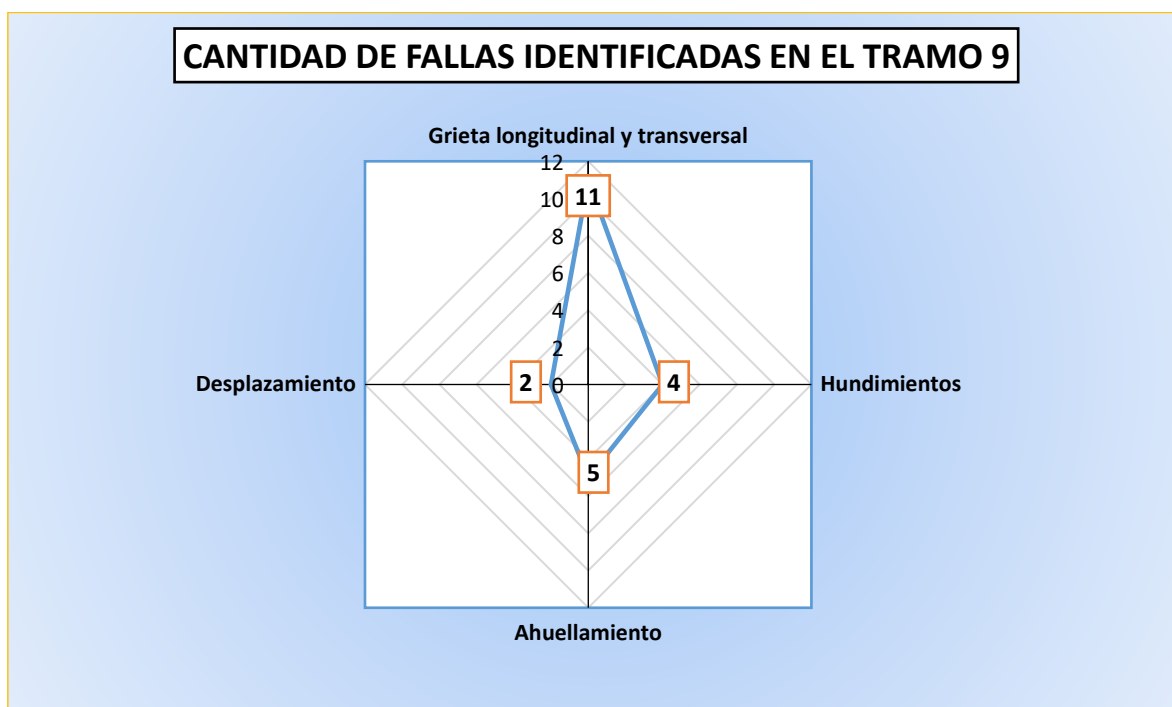 CANTIDAD DE FALLAS IDENTIFICADAS EN EL TRAMO 9
Grieta longitudinal y transversal
12
11
10
8
6
4
2
0
Desplazamiento
2
4
Hundimientos
5
Ahuellamiento